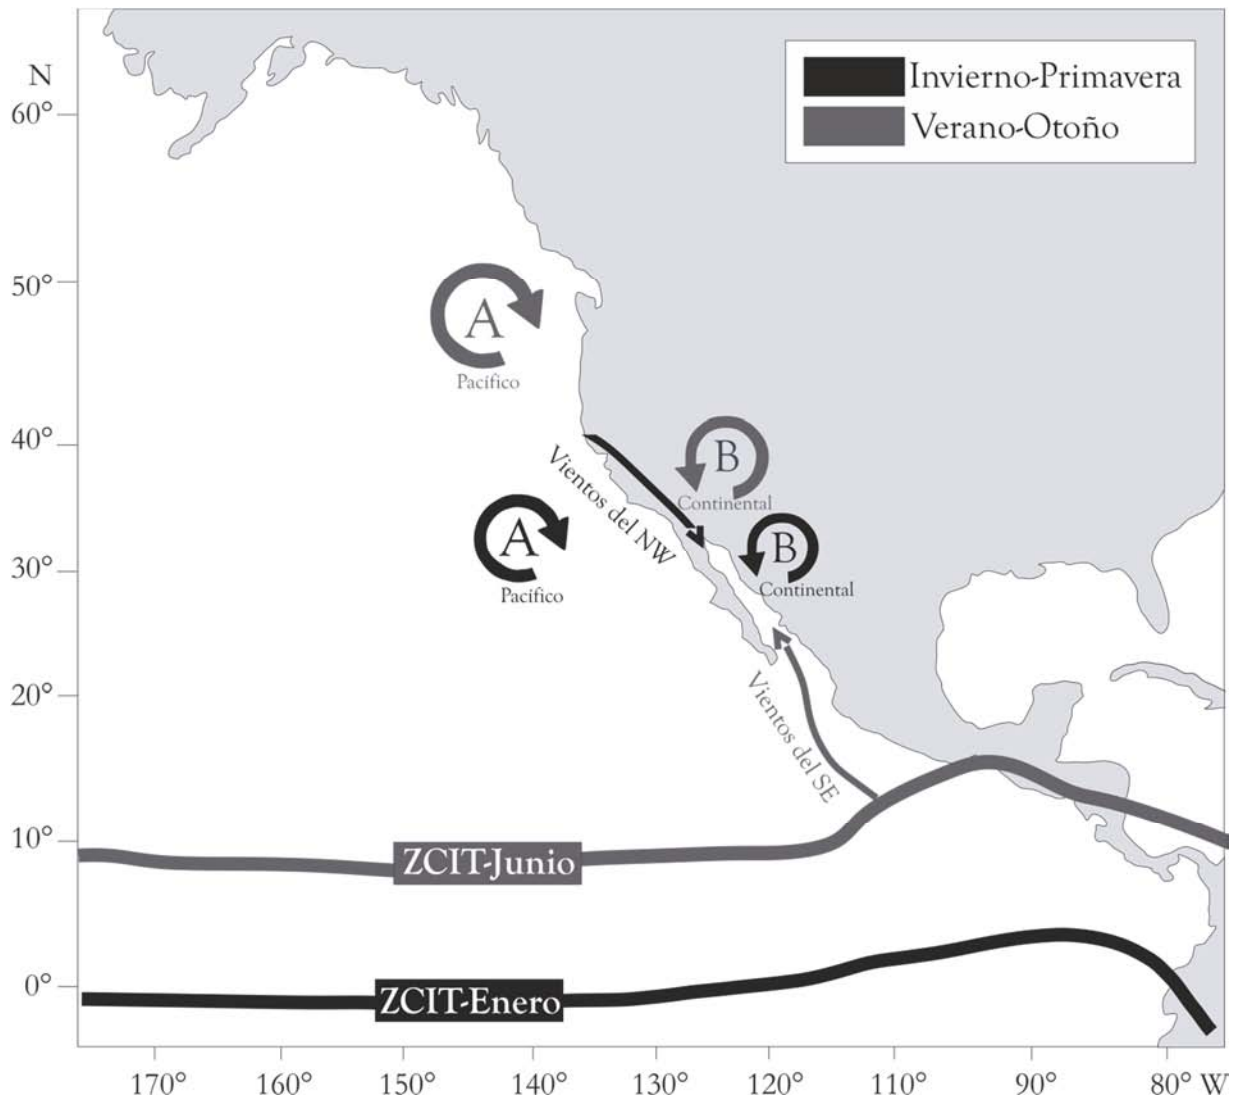 Invierno-Primavera
Verano-Otoño
N
60°
50°
40°
30°
20°
10°
0°
A
Pacífico
B
Continental
Vientos del NW
A
Pacífico
B
Continental
Vientos del SE
ZCIT-Junio
ZCIT-Enero
170° 160° 150° 140° 130° 120° 110° 90° 80° W